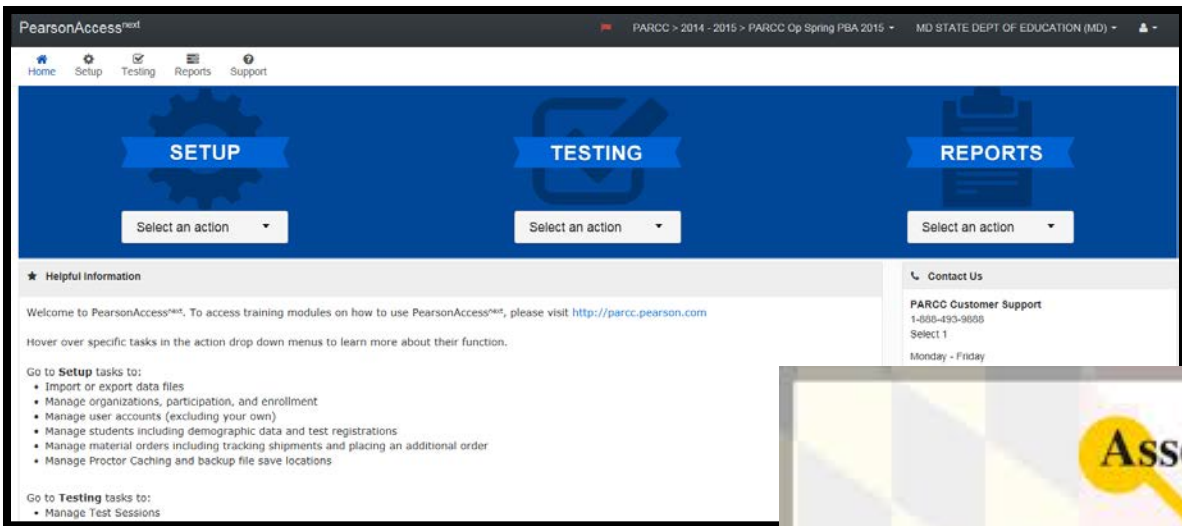 PearsonAccessnext PARCC > 2014 - 2015 > PARCC Op Spring PBA 2015 MD STATE DEPT OF EDUCATION (MD)
Home Setup Testing Reports Support
SETUP TESTING REPORTS
Select an action Select an action Select an action
Helpful Information
Welcome to PearsonAccessnext. To access training modules on how to use PearsonAccessnext, please visit http://parcc.pearson.com
Hover over specific tasks in the action drop down menus to learn more about their function.
Go to Setup tasks to:
• Import or export data files
• Manage organizations, participation, and enrollment
• Manage user accounts (excluding your own)
• Manage students including demographic data and test registrations
• Manage material orders including tracking shipments and placing an additional order
• Manage Proctor Caching and backup file save locations
Go to Testing tasks to:
• Manage Test Sessions
Contact Us
PARCC Customer Support
1-888-493-9888
Select 1
Monday - Friday